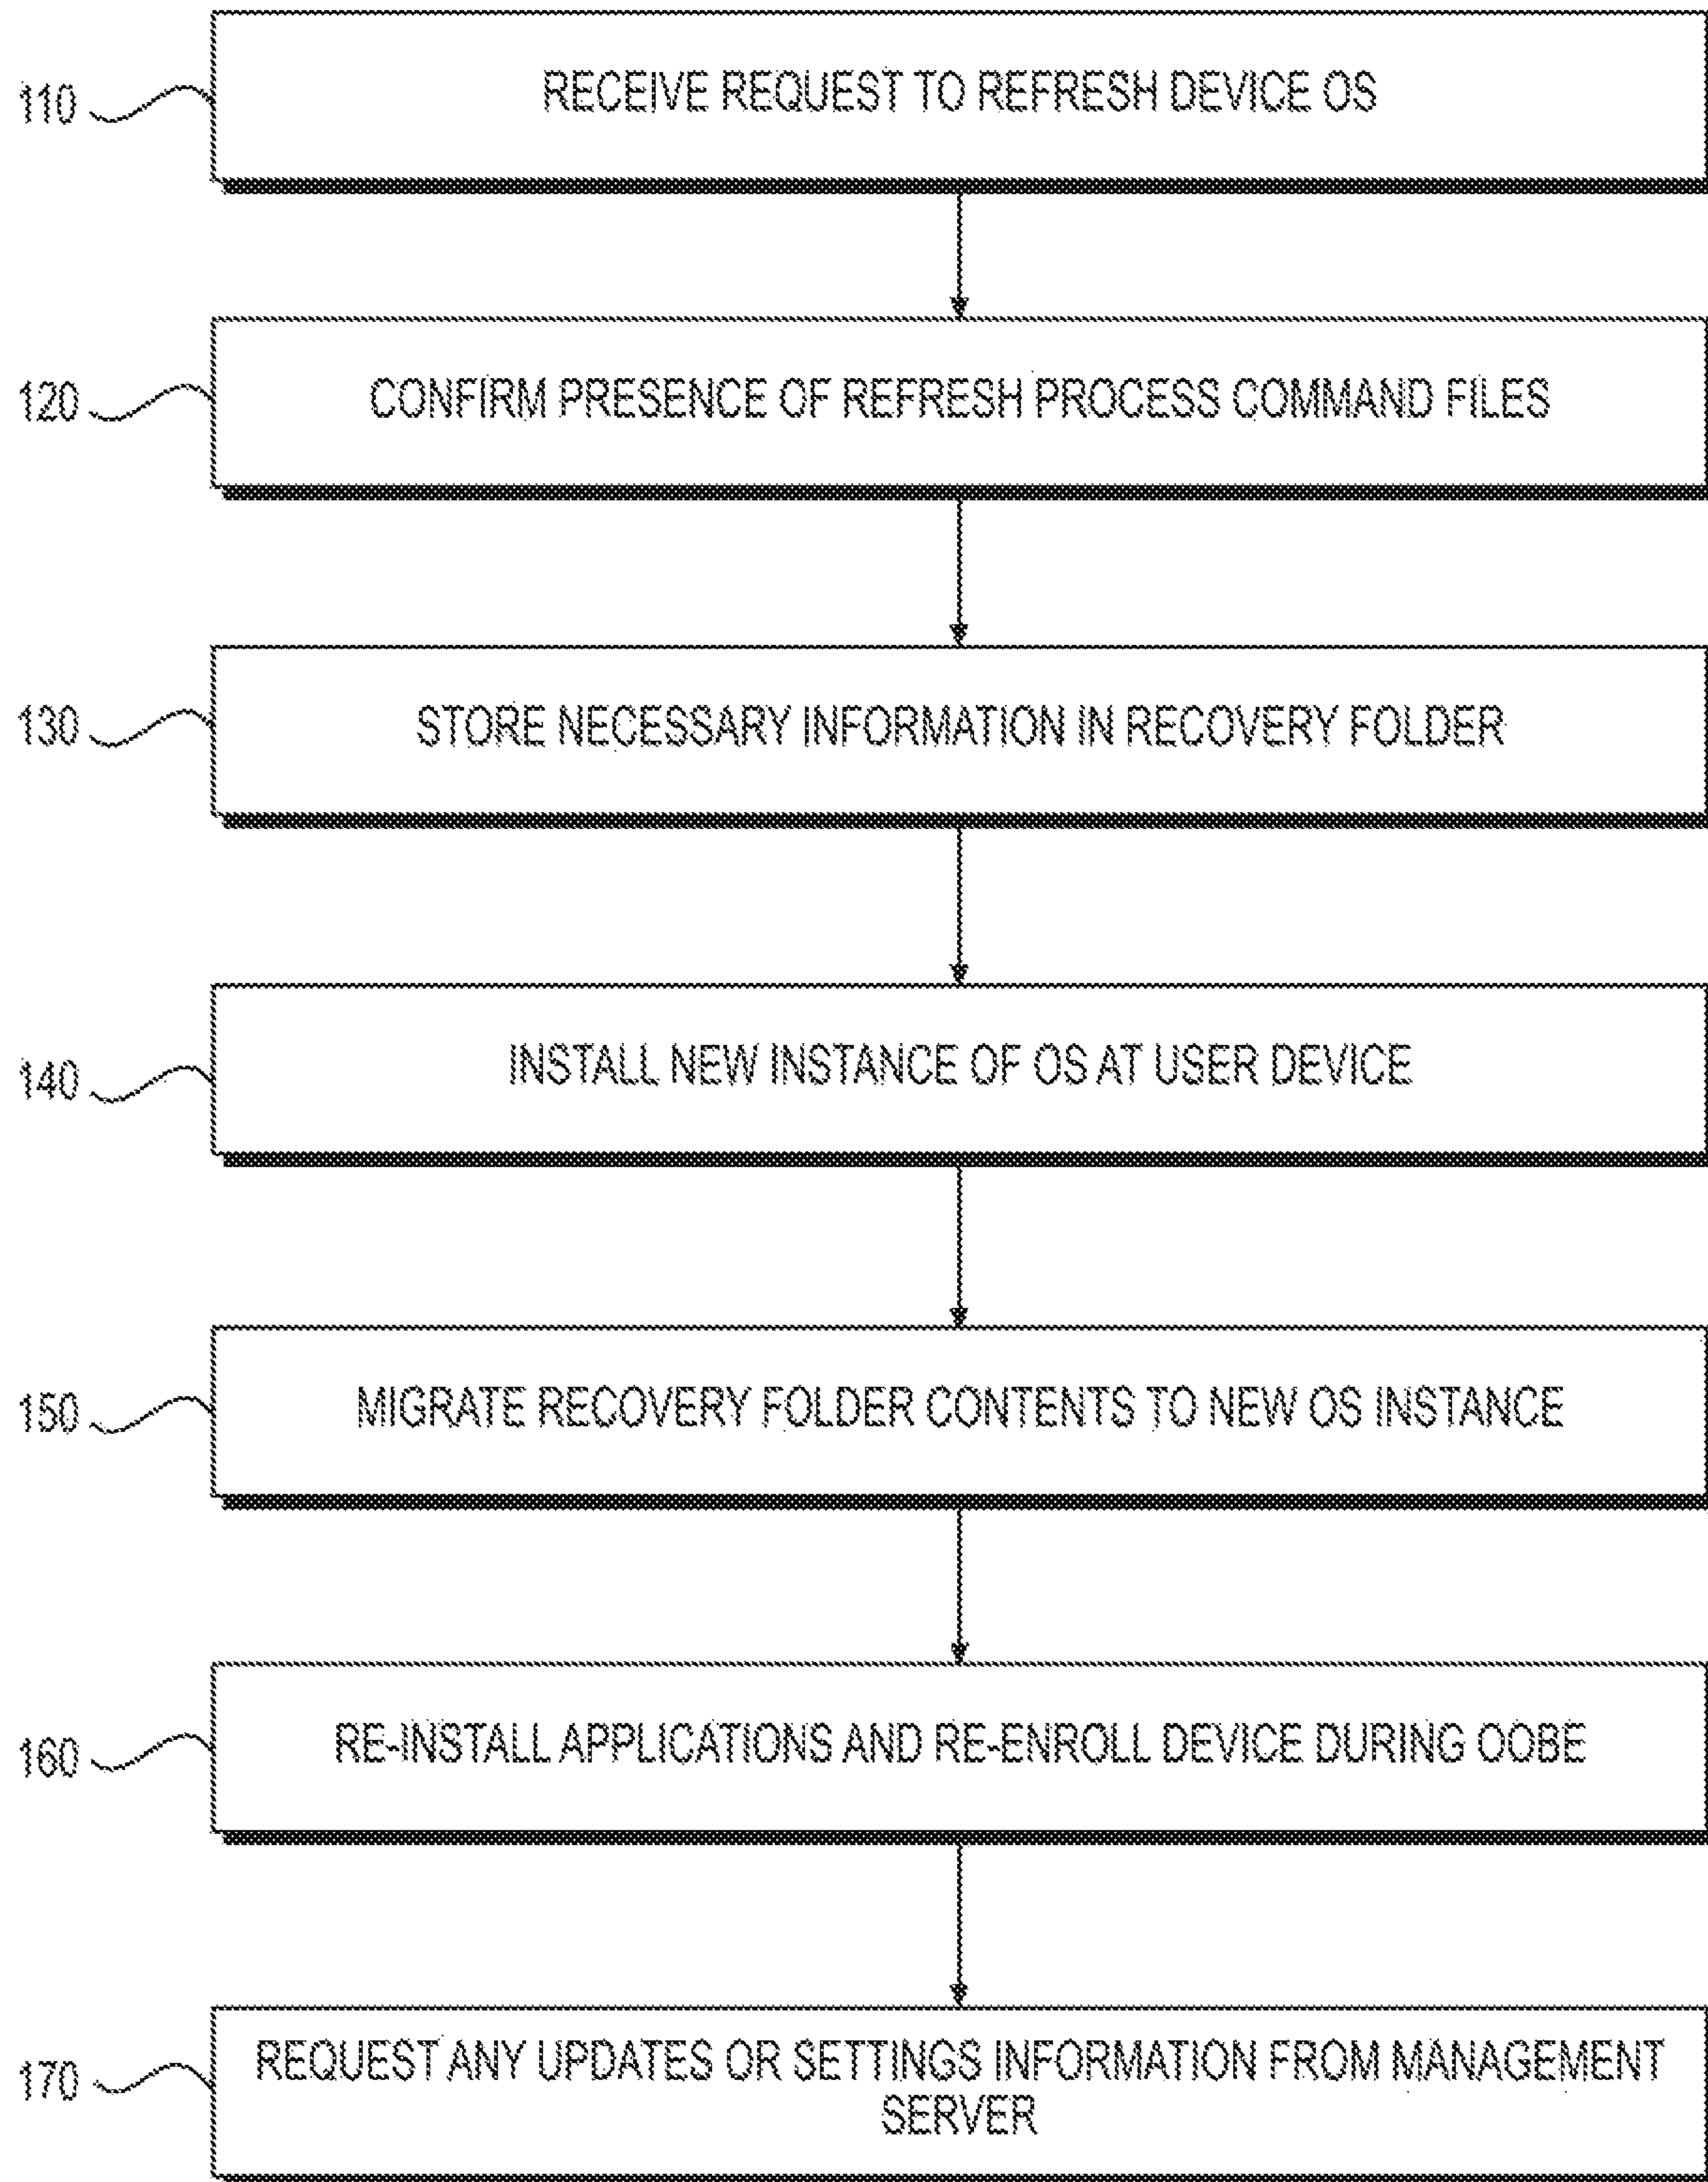 110
RECEIVE REQUEST TO REFRESH DEVICE OS
120
CONFIRM PRESENCE OF REFRESH PROCESS COMMAND FILES
130
STORE NECESSARY INFORMATION IN RECOVERY FOLDER
140
INSTALL NEW INSTANCE OF OS AT USER DEVICE
150
MIGRATE RECOVERY FOLDER CONTENTS TO NEW OS INSTANCE
160
RE-INSTALL APPLICATIONS AND RE-ENROLL DEVICE DURING OOBE
170
REQUEST ANY UPDATES OR SETTINGS INFORMATION FROM MANAGEMENT
SERVER